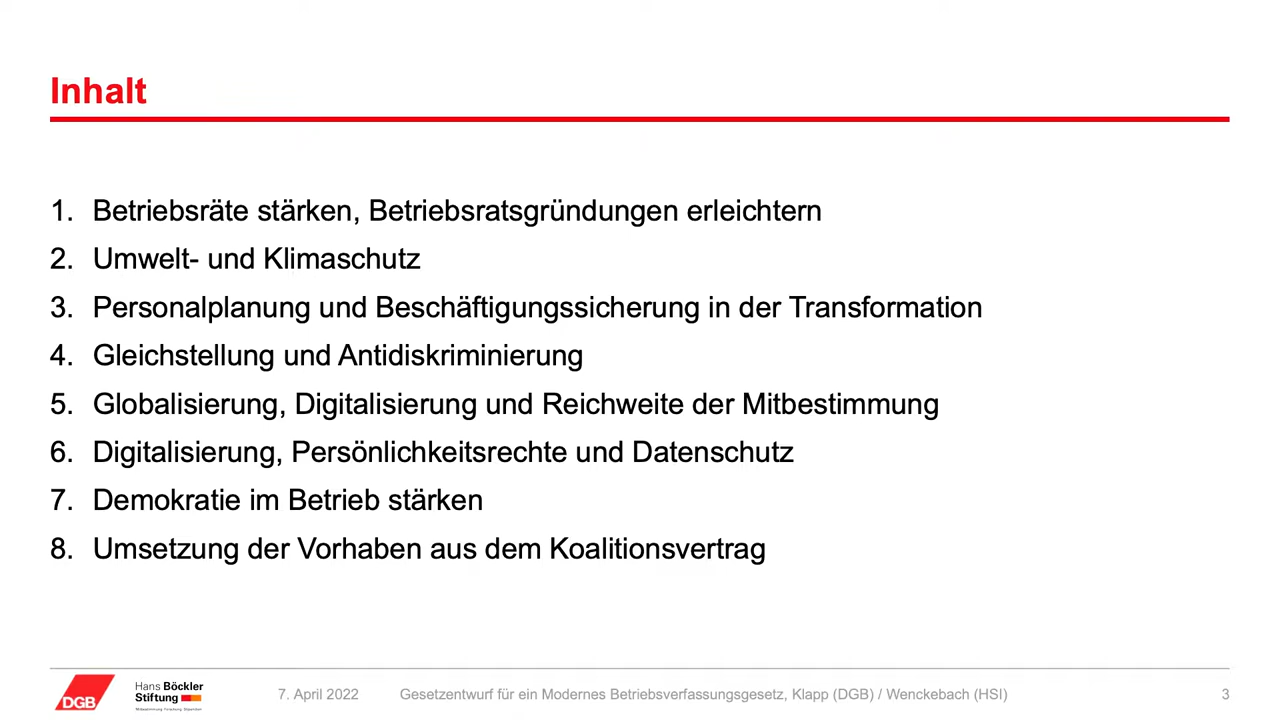 Inhalt
1. Betriebsräte stärken, Betriebsratsgründungen erleichtern
2. Umwelt- und Klimaschutz
3. Personalplanung und Beschäftigungssicherung in der Transformation
4. Gleichstellung und Antidiskriminierung
5. Globalisierung, Digitalisierung und Reichweite der Mitbestimmung
6. Digitalisierung, Persönlichkeitsrechte und Datenschutz
7. Demokratie im Betrieb stärken
8. Umsetzung der Vorhaben aus dem Koalitionsvertrag
DGB
Hans Böckler
Stiftung
Mitbestimmung · Forschung · Stipendien
7. April 2022
Gesetzentwurf für ein Modernes Betriebsverfassungsgesetz, Klapp (DGB) / Wenckebach (HSI)
3